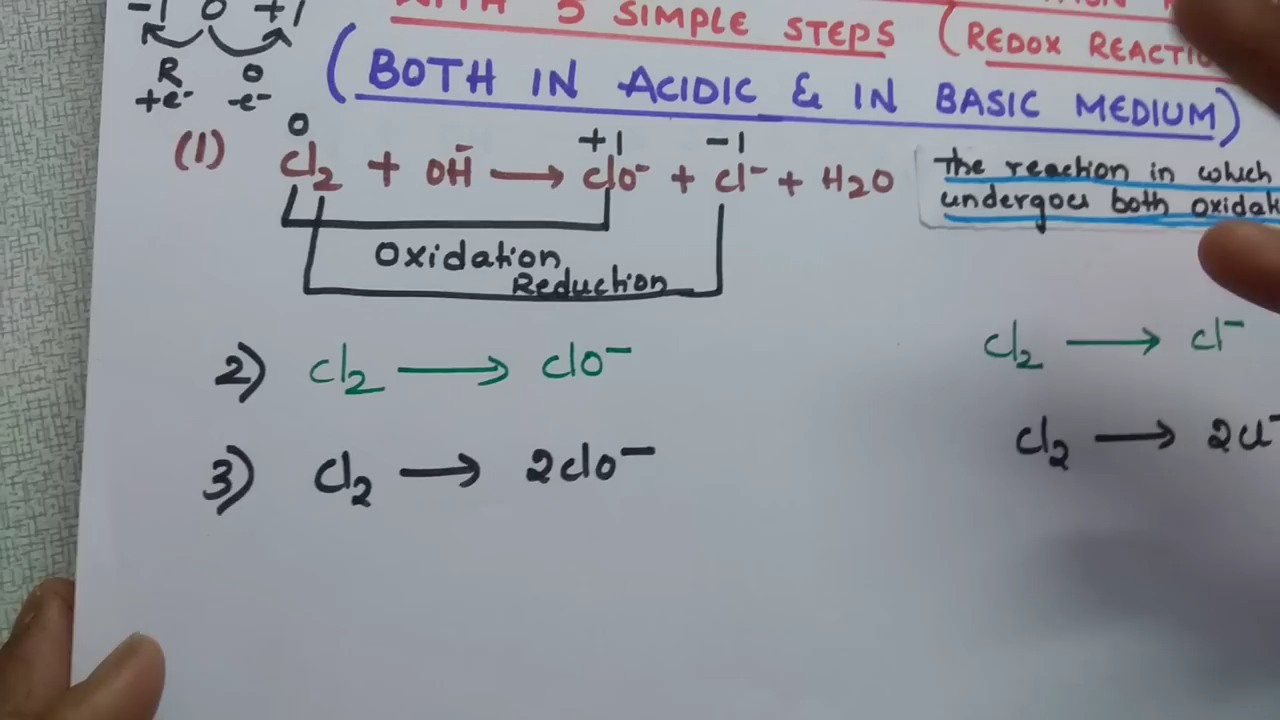 -1 0 +1
WITH 5 SIMPLE STEPS (REDOX REACTIO
R O
+e⁻ -e⁻
(BOTH IN ACIDIC & IN BASIC MEDIUM)
0 +1 -1
(1) Cl₂ + OH⁻ → ClO⁻ + Cl⁻ + H₂O
The reaction in which
undergoes both oxida
Oxidation
Reduction
2) Cl₂ → ClO⁻ Cl₂ → Cl⁻
3) Cl₂ → 2ClO⁻ Cl₂ → 2Cl⁻